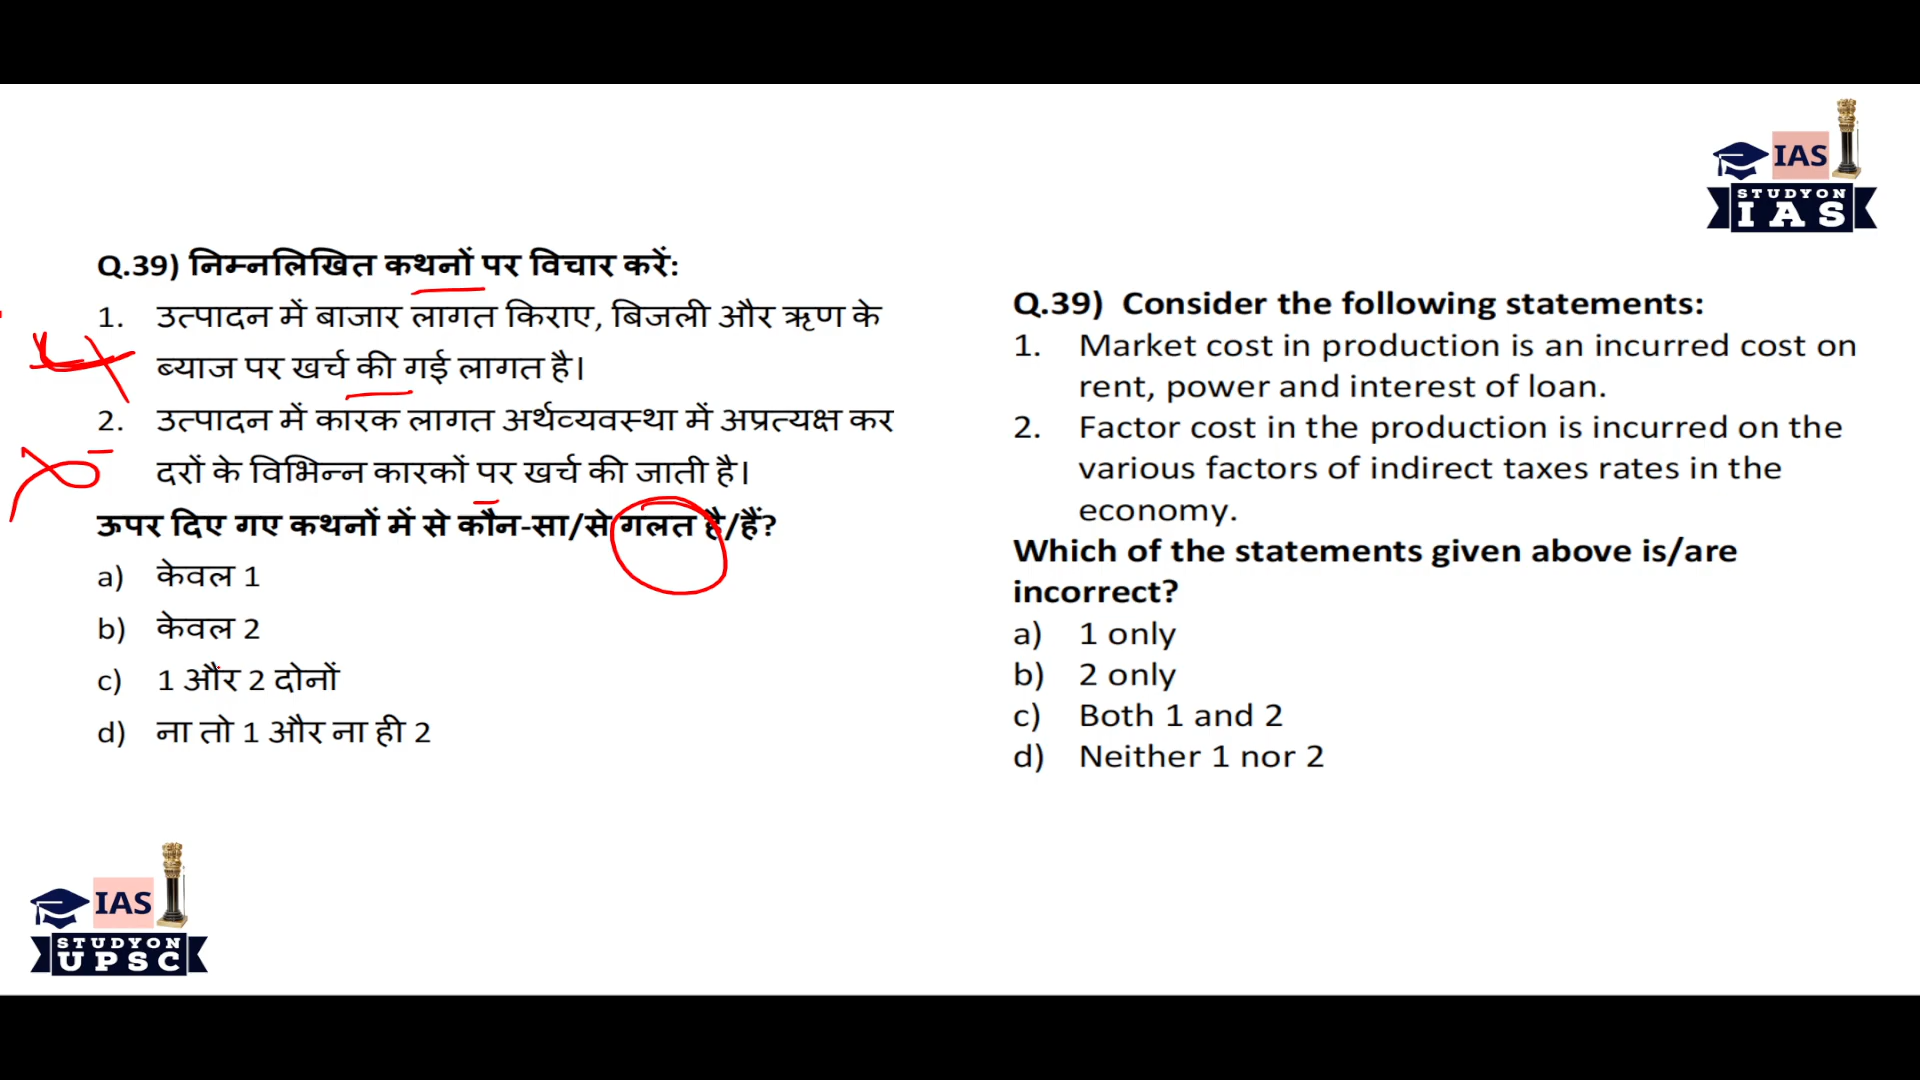 IAS
STUDYON
IAS
Q.39) निम्नलिखित कथनों पर विचार करें:
1. उत्पादन में बाजार लागत किराए, बिजली और ऋण के
ब्याज पर खर्च की गई लागत है।
2. उत्पादन में कारक लागत अर्थव्यवस्था में अप्रत्यक्ष कर
दरों के विभिन्न कारकों पर खर्च की जाती है।
ऊपर दिए गए कथनों में से कौन-सा/से गलत है/हैं?
a) केवल 1
b) केवल 2
c) 1 और 2 दोनों
d) ना तो 1 और ना ही 2
Q.39) Consider the following statements:
1. Market cost in production is an incurred cost on
rent, power and interest of loan.
2. Factor cost in the production is incurred on the
various factors of indirect taxes rates in the
economy.
Which of the statements given above is/are
incorrect?
a) 1 only
b) 2 only
c) Both 1 and 2
d) Neither 1 nor 2
IAS
STUDYON
UPSC